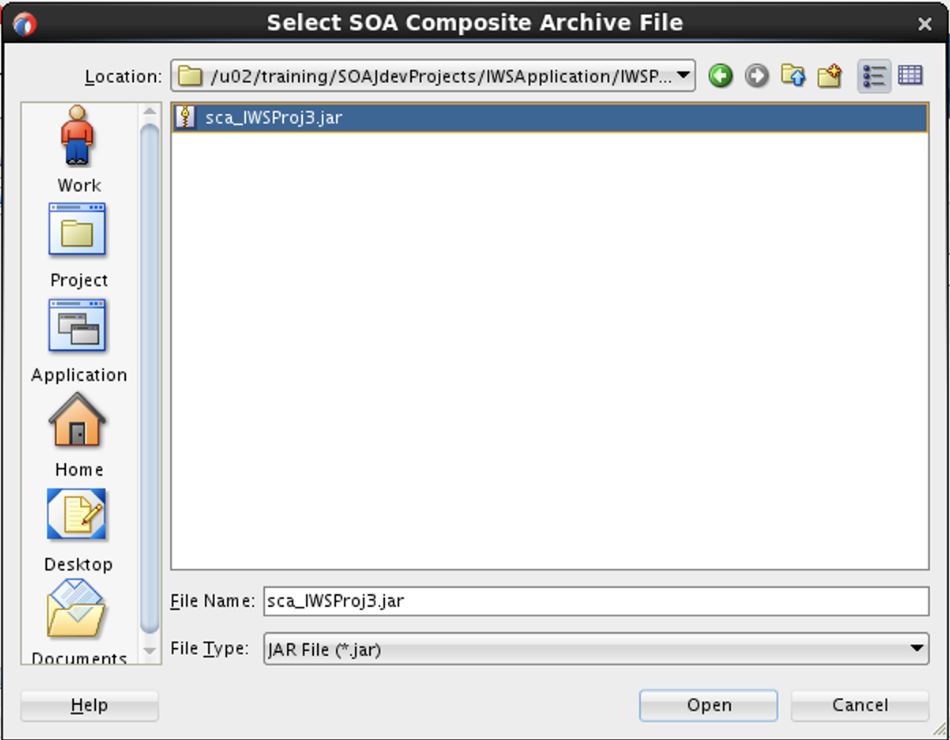 Select SOA Composite Archive File
Location: /u02/training/SOAJdevProjects/IWSApplication/IWSP...
sca_IWSProj3.jar
Work
Project
Application
Home
Desktop
Documents
File Name: sca_IWSProj3.jar
File Type: JAR File (*.jar)
Help Open Cancel